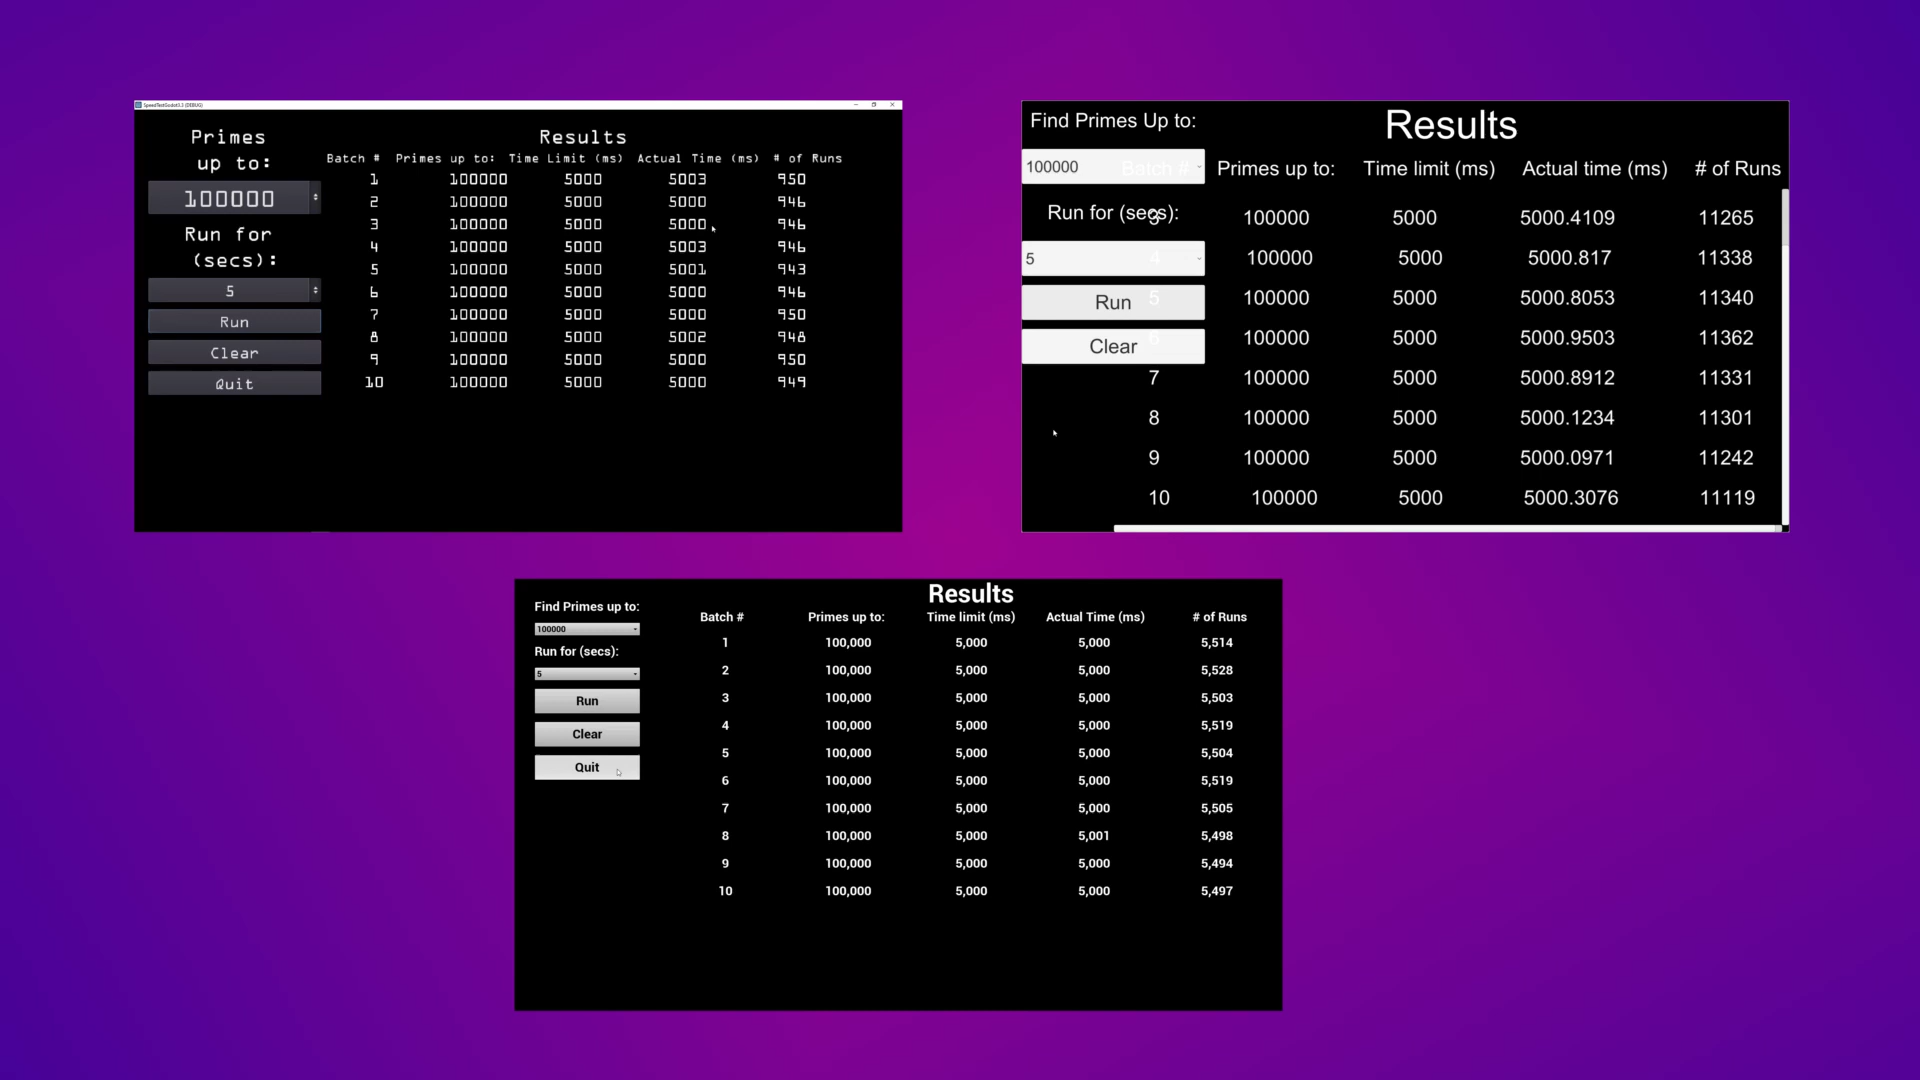 SpeedTestGodot3.3 (DEBUG)
Primes
up to:
100000
Run for
(secs):
5
Run
Clear
Quit
Results
Batch # Primes up to: Time Limit (ms) Actual Time (ms) # of Runs
1 100000 5000 5003 950
2 100000 5000 5000 946
3 100000 5000 5000 946
4 100000 5000 5003 946
5 100000 5000 5001 943
6 100000 5000 5000 946
7 100000 5000 5000 950
8 100000 5000 5002 948
9 100000 5000 5000 950
10 100000 5000 5000 949
Find Primes Up to:
100000
Run for (secs):
5
Run
Clear
Results
Batch # Primes up to: Time limit (ms) Actual time (ms) # of Runs
3 100000 5000 5000.4109 11265
4 100000 5000 5000.817 11338
5 100000 5000 5000.8053 11340
6 100000 5000 5000.9503 11362
7 100000 5000 5000.8912 11331
8 100000 5000 5000.1234 11301
9 100000 5000 5000.0971 11242
10 100000 5000 5000.3076 11119
Find Primes up to:
100000
Run for (secs):
5
Run
Clear
Quit
Results
Batch # Primes up to: Time limit (ms) Actual Time (ms) # of Runs
1 100,000 5,000 5,000 5,514
2 100,000 5,000 5,000 5,528
3 100,000 5,000 5,000 5,503
4 100,000 5,000 5,000 5,519
5 100,000 5,000 5,000 5,504
6 100,000 5,000 5,000 5,519
7 100,000 5,000 5,000 5,505
8 100,000 5,000 5,001 5,498
9 100,000 5,000 5,000 5,494
10 100,000 5,000 5,000 5,497